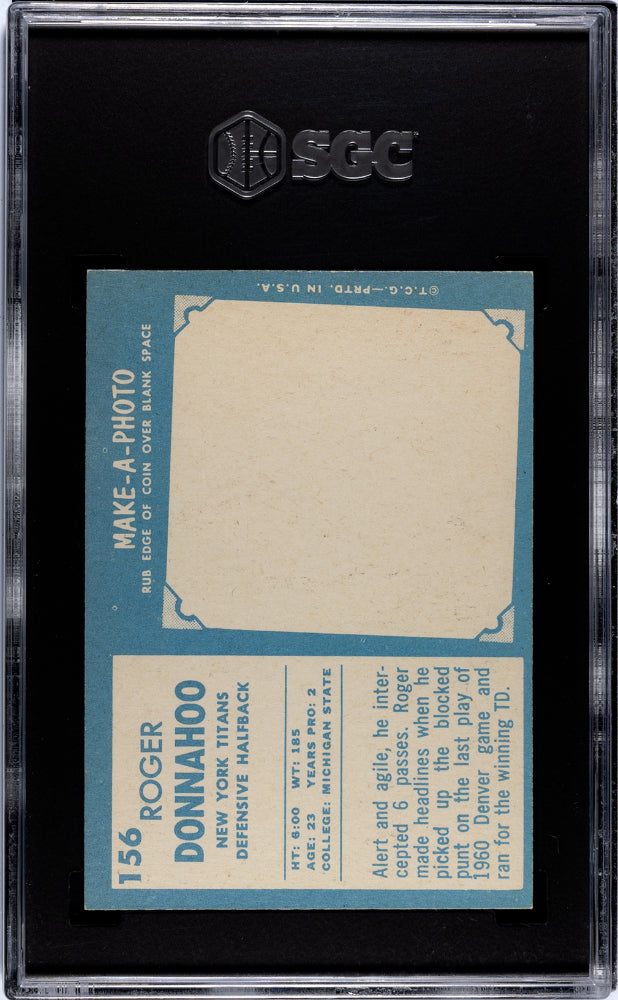 SGC
156
ROGER
DONNAHOO
NEW YORK TITANS
DEFENSIVE HALFBACK
HT: 6:00 WT: 185
AGE: 23 YEARS PRO: 2
COLLEGE: MICHIGAN STATE
Alert and agile, he inter-
cepted 6 passes. Roger
made headlines when he
picked up the blocked
punt on the last play of
1960 Denver game and
ran for the winning TD.
MAKE-A-PHOTO
RUB EDGE OF COIN OVER BLANK SPACE
©T.C.G.—PRTD. IN U.S.A.